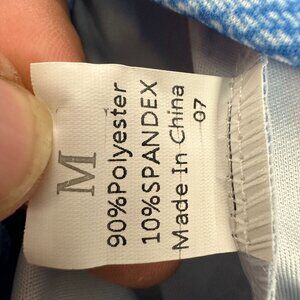 M
90%Polyester
10%SPANDEX
Made In China
07